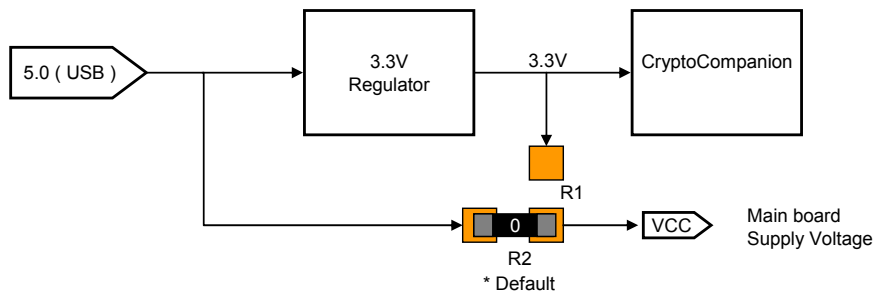 5.0 ( USB )
3.3V
Regulator
3.3V
CryptoCompanion
R1
0
R2
* Default
VCC
Main board
Supply Voltage